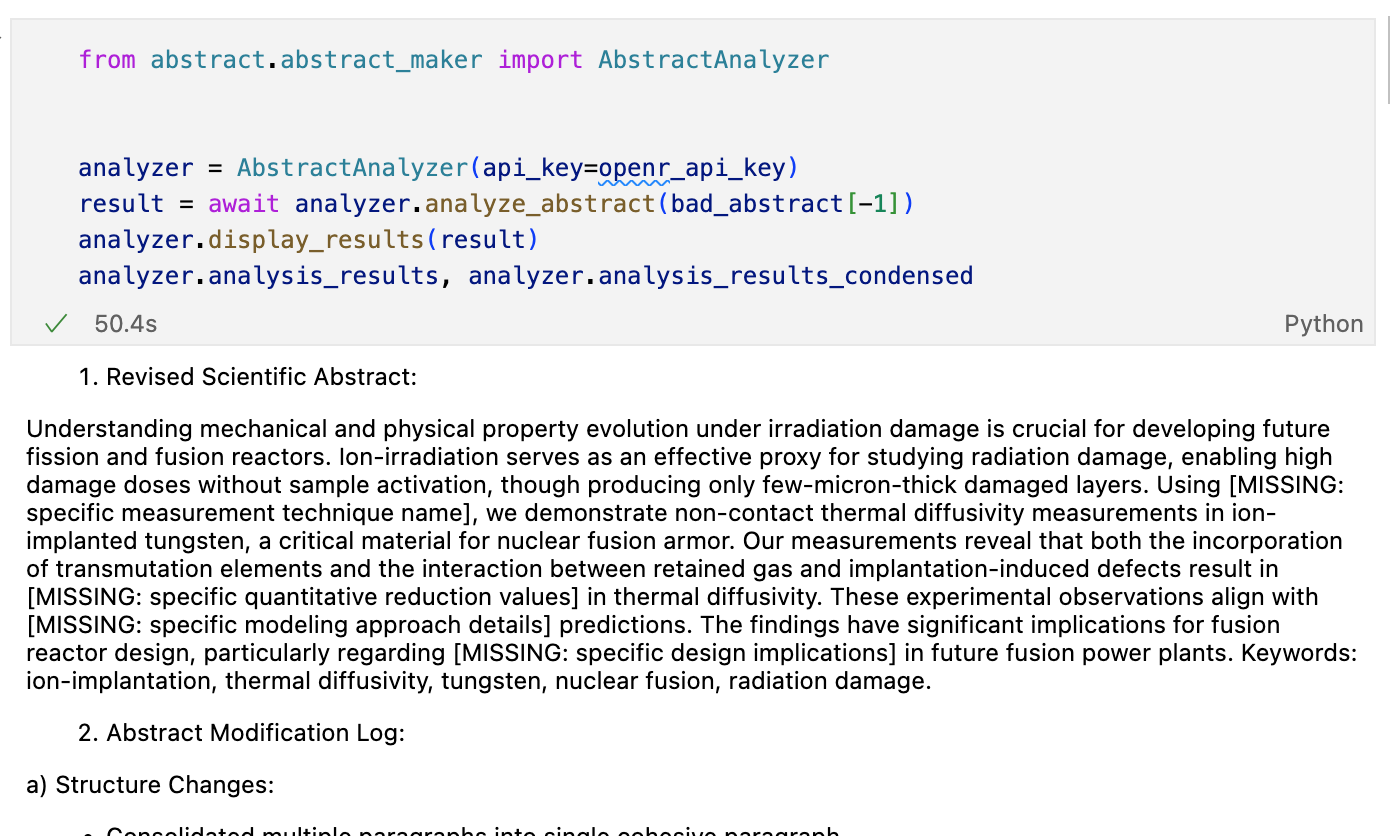 from abstract.abstract_maker import AbstractAnalyzer
analyzer = AbstractAnalyzer(api_key=openr_api_key)
result = await analyzer.analyze_abstract(bad_abstract[-1])
analyzer.display_results(result)
analyzer.analysis_results, analyzer.analysis_results_condensed
50.4s Python
1. Revised Scientific Abstract:
Understanding mechanical and physical property evolution under irradiation damage is crucial for developing future
fission and fusion reactors. Ion-irradiation serves as an effective proxy for studying radiation damage, enabling high
damage doses without sample activation, though producing only few-micron-thick damaged layers. Using [MISSING:
specific measurement technique name], we demonstrate non-contact thermal diffusivity measurements in ion-
implanted tungsten, a critical material for nuclear fusion armor. Our measurements reveal that both the incorporation
of transmutation elements and the interaction between retained gas and implantation-induced defects result in
[MISSING: specific quantitative reduction values] in thermal diffusivity. These experimental observations align with
[MISSING: specific modeling approach details] predictions. The findings have significant implications for fusion
reactor design, particularly regarding [MISSING: specific design implications] in future fusion power plants. Keywords:
ion-implantation, thermal diffusivity, tungsten, nuclear fusion, radiation damage.
2. Abstract Modification Log:
a) Structure Changes:
• Consolidated multiple paragraphs into single cohesive paragraph